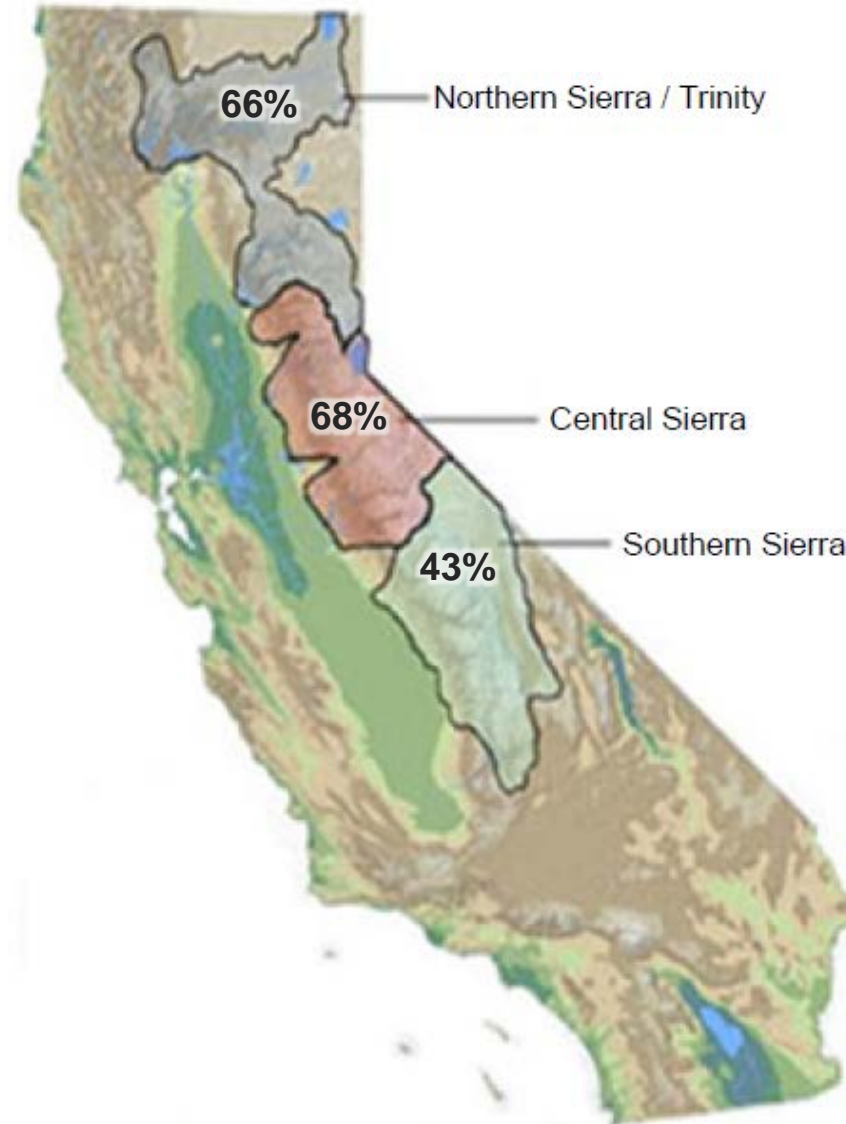 66%
Northern Sierra / Trinity
68%
Central Sierra
Southern Sierra
43%